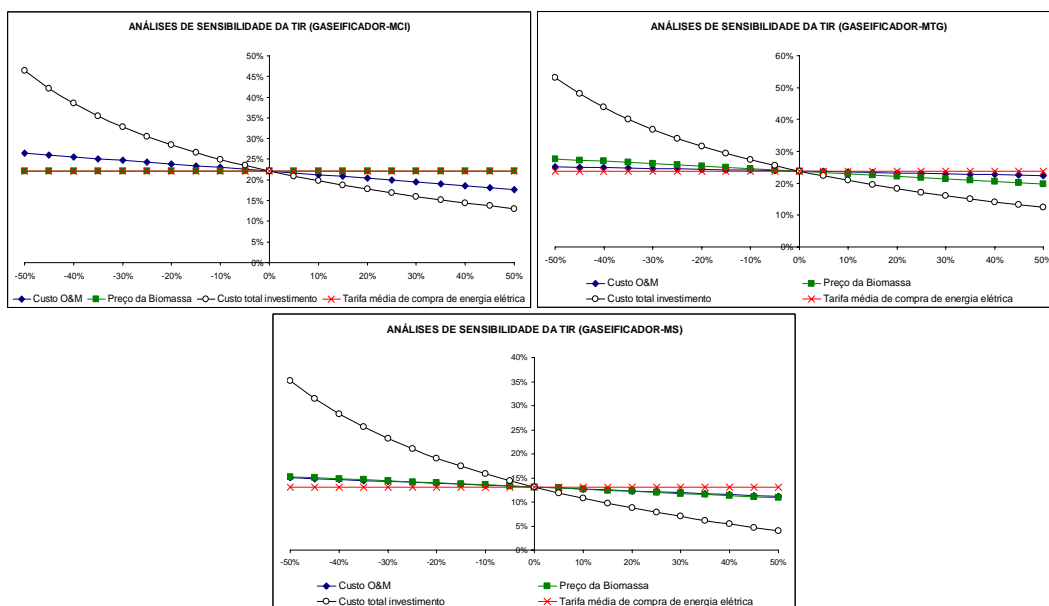 ANÁLISES DE SENSIBILIDADE DA TIR (GASEIFICADOR-MCI)
50%
45%
40%
35%
30%
25%
20%
15%
10%
5%
0%
-50% -40% -30% -20% -10% 0% 10% 20% 30% 40% 50%
Custo O&M Preço da Biomassa Custo total investimento Tarifa média de compra de energia elétrica
ANÁLISES DE SENSIBILIDADE DA TIR (GASEIFICADOR-MTG)
60%
50%
40%
30%
20%
10%
0%
-50% -40% -30% -20% -10% 0% 10% 20% 30% 40% 50%
Custo O&M Preço da Biomassa
Custo total investimento Tarifa média de compra de energia elétrica
ANÁLISES DE SENSIBILIDADE DA TIR (GASEIFICADOR-MS)
40%
35%
30%
25%
20%
15%
10%
5%
0%
-50% -40% -30% -20% -10% 0% 10% 20% 30% 40% 50%
Custo O&M Preço da Biomassa
Custo total investimento Tarifa média de compra de energia elétrica